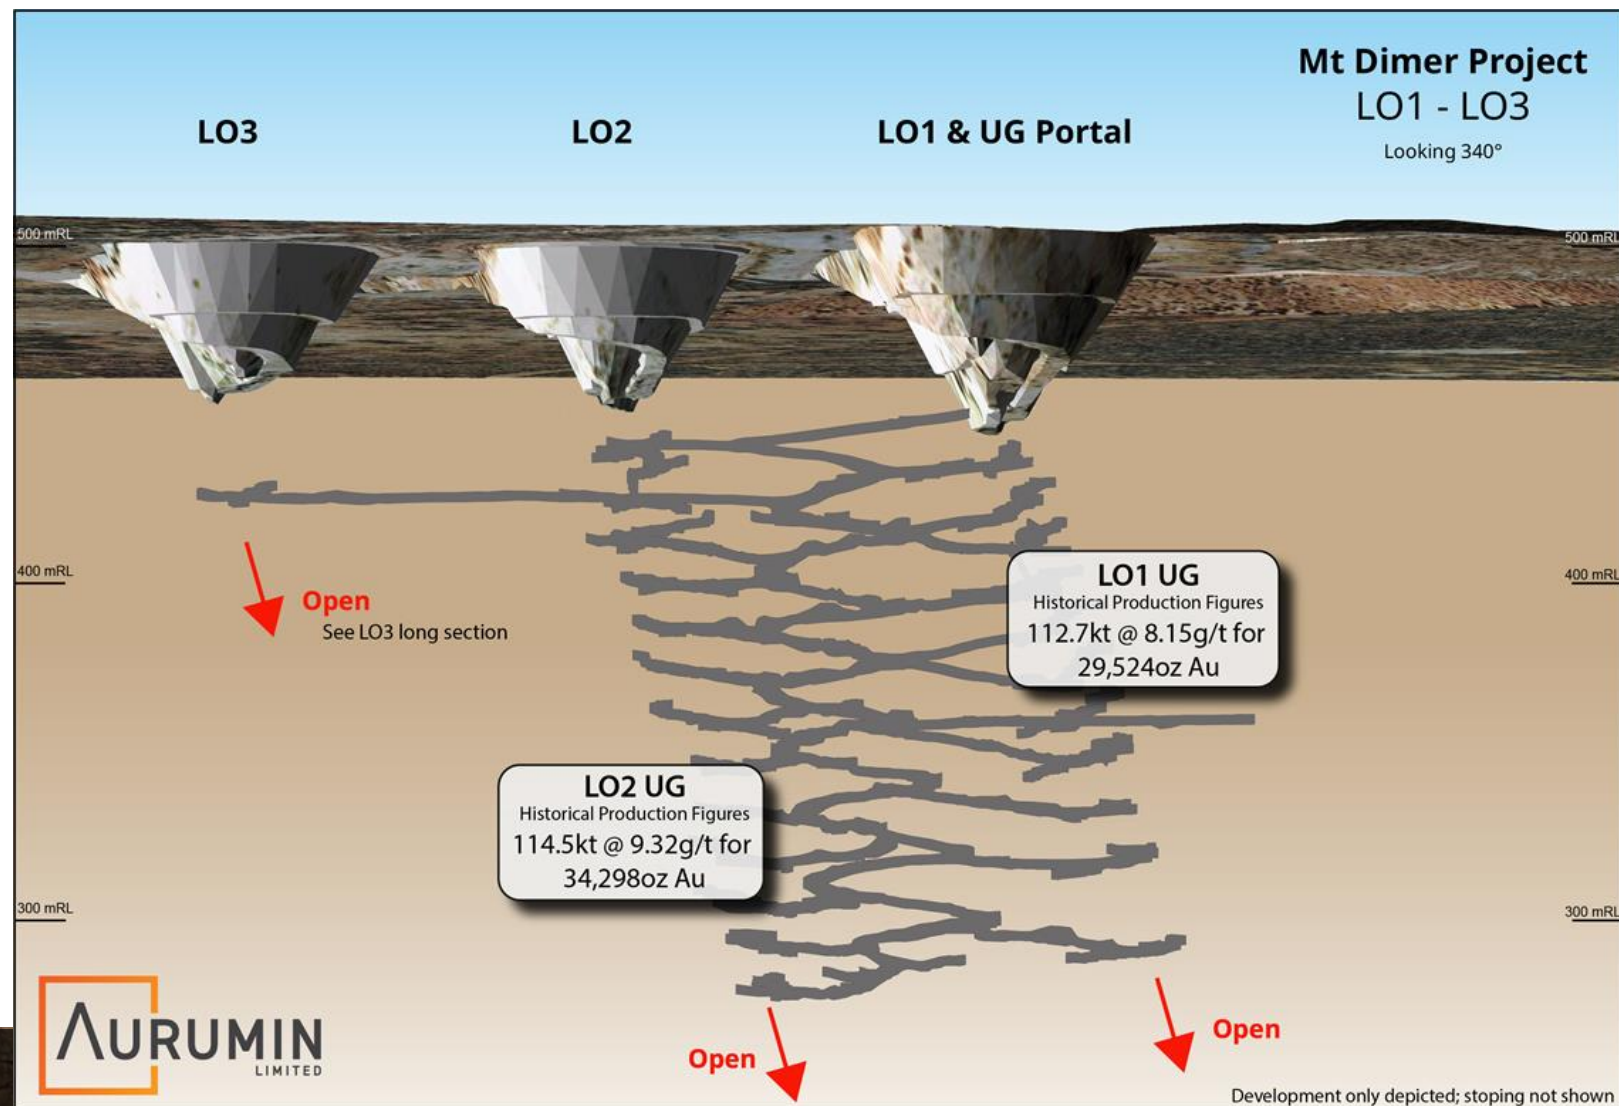 Mt Dimer Project
LO1 - LO3
Looking 340°
LO3
LO2
LO1 & UG Portal
500 mRL
500 mRL
400 mRL
400 mRL
Open
See LO3 long section
LO1 UG
Historical Production Figures
112.7kt @ 8.15g/t for
29,524oz Au
LO2 UG
Historical Production Figures
114.5kt @ 9.32g/t for
34,298oz Au
300 mRL
300 mRL
AURUMIN
LIMITED
Open
Open
Development only depicted; stoping not shown